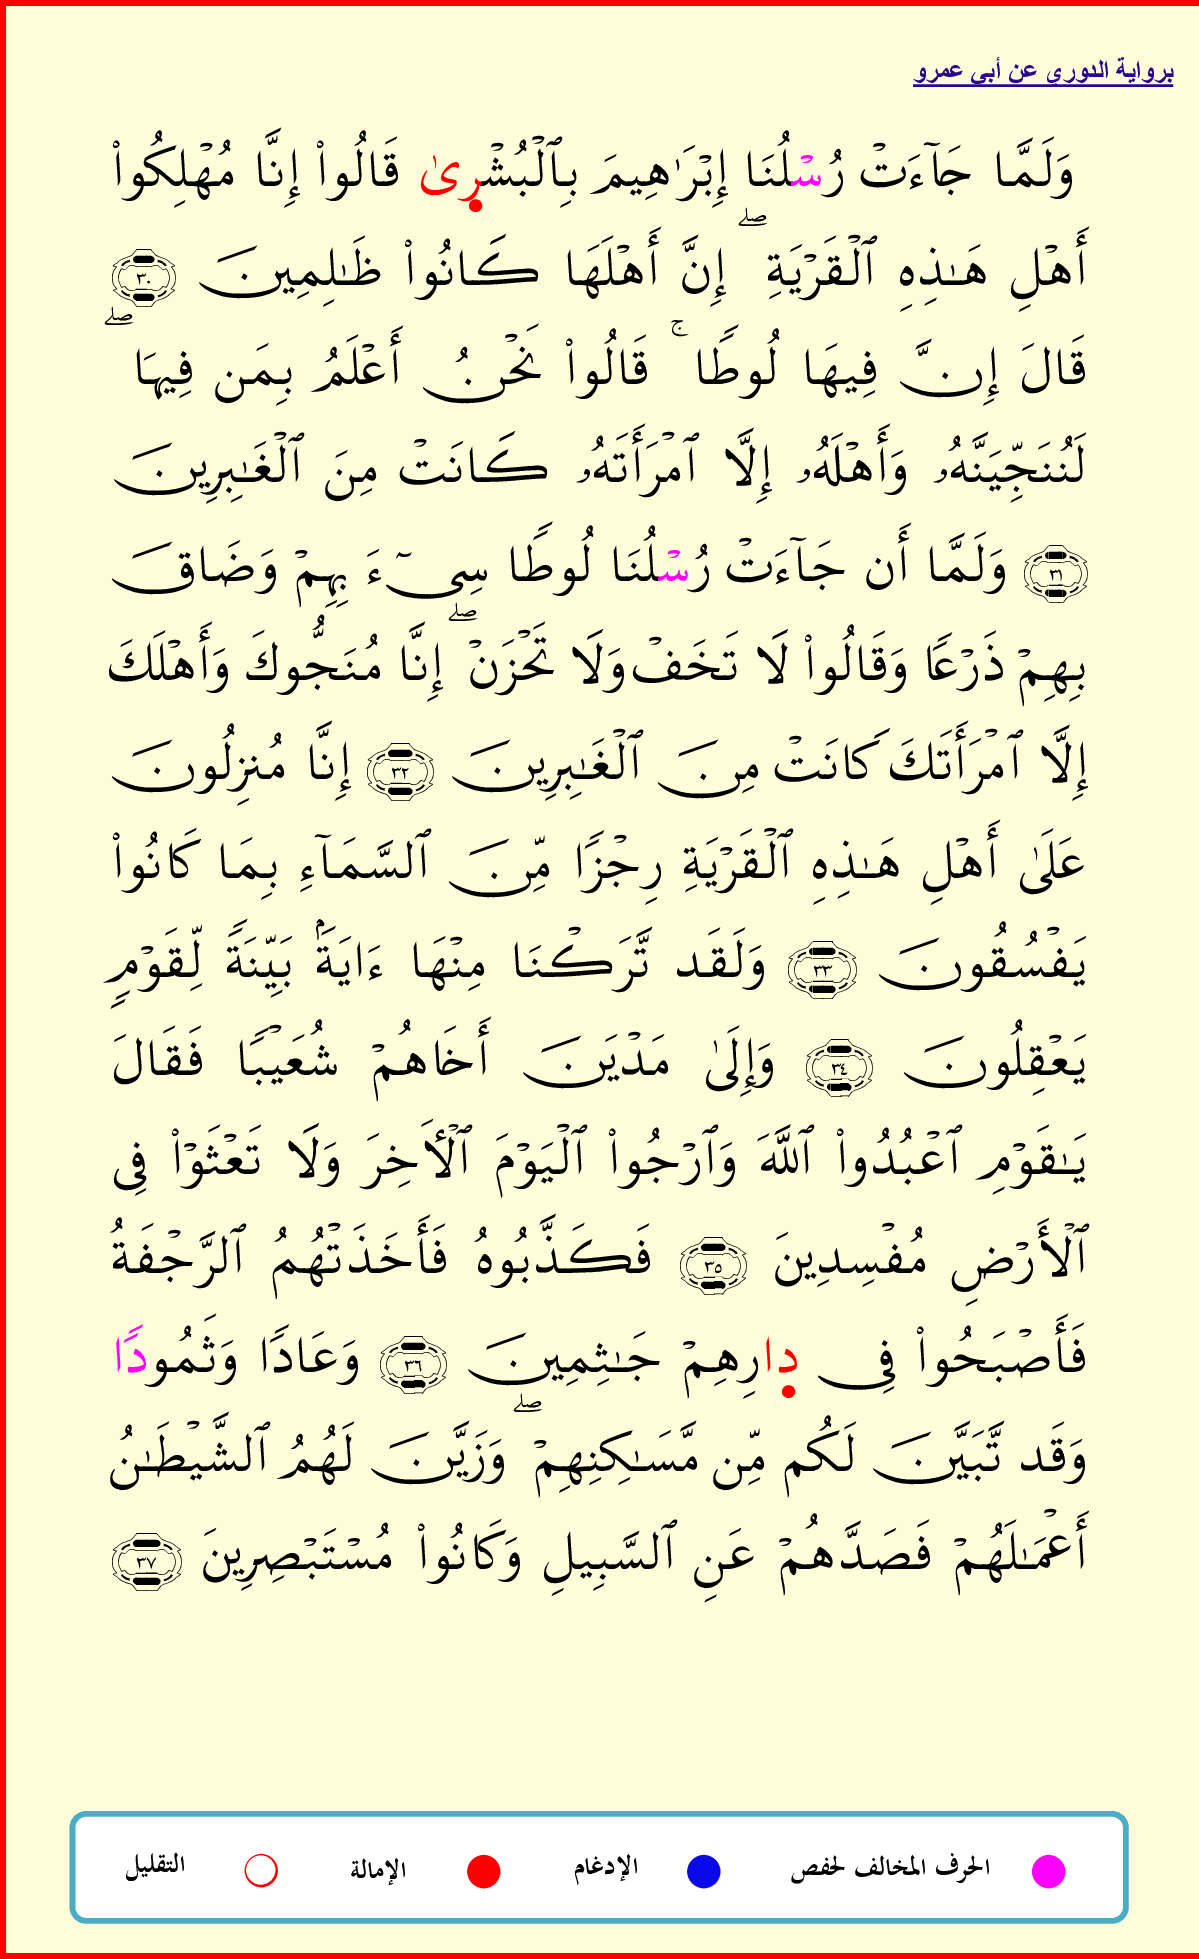 برواية الدوري عن أبي عمرو
وَلَمَّا جَآءَتۡ رُسۡلُنَا إِبۡرَٰهِيمَ بِٱلۡبُشۡرِىٰ قَالُوا۟ إِنَّا مُهۡلِكُوا۟
أَهۡلِ هَٰذِهِ ٱلۡقَرۡيَةِۖ إِنَّ أَهۡلَهَا كَانُوا۟ ظَٰلِمِينَ ٣٠
قَالَ إِنَّ فِيهَا لُوطًاۚ قَالُوا۟ نَحۡنُ أَعۡلَمُ بِمَن فِيهَاۖ
لَنُنَجِّيَنَّهُۥ وَأَهۡلَهُۥ إِلَّا ٱمۡرَأَتَهُۥ كَانَتۡ مِنَ ٱلۡغَٰبِرِينَ
٣١ وَلَمَّا أَن جَآءَتۡ رُسۡلُنَا لُوطًا سِىٓءَ بِهِمۡ وَضَاقَ
بِهِمۡ ذَرۡعًا وَقَالُوا۟ لَا تَخَفۡ وَلَا تَحۡزَنۡۖ إِنَّا مُنَجُّوكَ وَأَهۡلَكَ
إِلَّا ٱمۡرَأَتَكَ كَانَتۡ مِنَ ٱلۡغَٰبِرِينَ ٣٢ إِنَّا مُنزِلُونَ
عَلَىٰ أَهۡلِ هَٰذِهِ ٱلۡقَرۡيَةِ رِجۡزًا مِّنَ ٱلسَّمَآءِ بِمَا كَانُوا۟
يَفۡسُقُونَ ٣٣ وَلَقَد تَّرَكۡنَا مِنۡهَا ءَايَةَۢ بَيِّنَةً لِّقَوۡمٍ
يَعۡقِلُونَ ٣٤ وَإِلَىٰ مَدۡيَنَ أَخَاهُمۡ شُعَيۡبًا فَقَالَ
يَٰقَوۡمِ ٱعۡبُدُوا۟ ٱللَّهَ وَٱرۡجُوا۟ ٱلۡيَوۡمَ ٱلۡأٓخِرَ وَلَا تَعۡثَوۡا۟ فِى
ٱلۡأَرۡضِ مُفۡسِدِينَ ٣٥ فَكَذَّبُوهُ فَأَخَذَتۡهُمُ ٱلرَّجۡفَةُ
فَأَصۡبَحُوا۟ فِى دِارِهِمۡ جَٰثِمِينَ ٣٦ وَعَادًا وَثَمُودًا
وَقَد تَّبَيَّنَ لَكُم مِّن مَّسَٰكِنِهِمۡۖ وَزَيَّنَ لَهُمُ ٱلشَّيۡطَٰنُ
أَعۡمَٰلَهُمۡ فَصَدَّهُمۡ عَنِ ٱلسَّبِيلِ وَكَانُوا۟ مُسۡتَبۡصِرِينَ ٣٧
الحرف المخالف لحفص الإدغام الإمالة التقليل